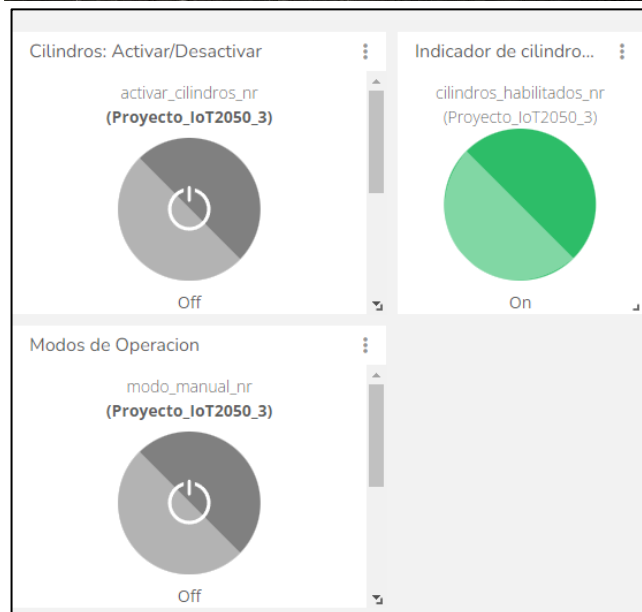 Cilindros: Activar/Desactivar
activar_cilindros_nr
(Proyecto_IoT2050_3)
Off
Indicador de cilindro...
cilindros_habilitados_nr
(Proyecto_IoT2050_3)
On
Modos de Operacion
modo_manual_nr
(Proyecto_IoT2050_3)
Off